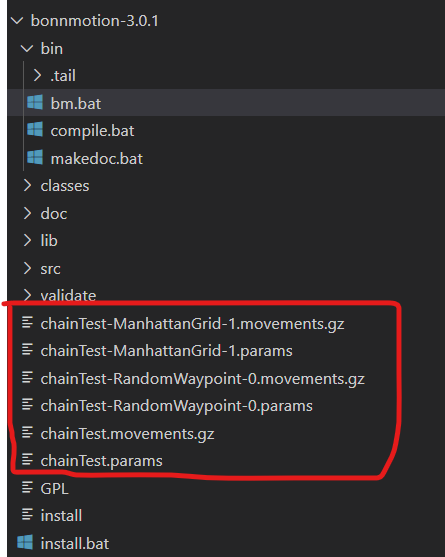 bonnmotion-3.0.1
bin
.tail
bm.bat
compile.bat
makedoc.bat
classes
doc
lib
src
validate
chainTest-ManhattanGrid-1.movements.gz
chainTest-ManhattanGrid-1.params
chainTest-RandomWaypoint-0.movements.gz
chainTest-RandomWaypoint-0.params
chainTest.movements.gz
chainTest.params
GPL
install
install.bat